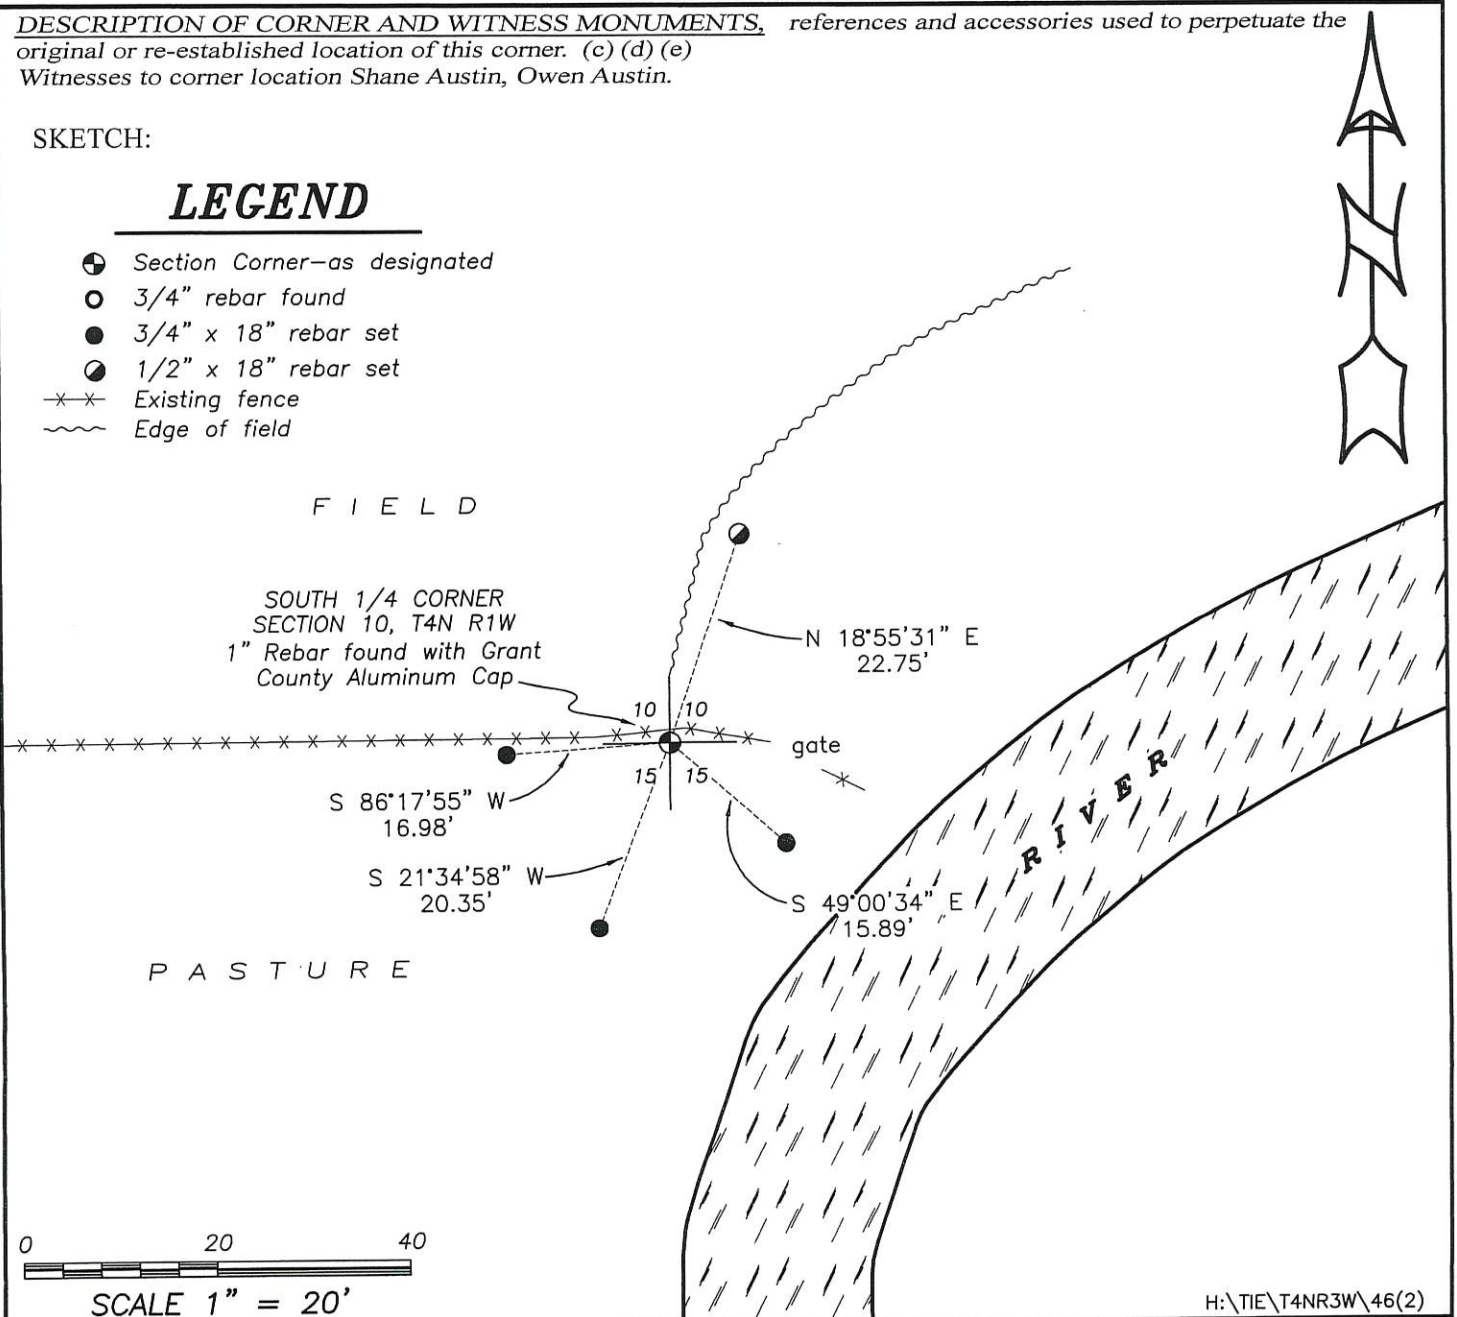 DESCRIPTION OF CORNER AND WITNESS MONUMENTS, references and accessories used to perpetuate the
original or re-established location of this corner. (c) (d) (e)
Witnesses to corner location Shane Austin, Owen Austin.
SKETCH:
LEGEND
Section Corner-as designated
3/4" rebar found
3/4" x 18" rebar set
1/2" x 18" rebar set
Existing fence
Edge of field
N
FIELD
SOUTH 1/4 CORNER
SECTION 10, T4N R1W
1" Rebar found with Grant
County Aluminum Cap
N 18°55'31" E
22.75'
10 10
gate
15 15
S 86°17'55" W
16.98'
S 21°34'58" W
20.35'
S 49°00'34" E
15.89'
RIVER
PASTURE
0 20 40
SCALE 1" = 20'
H:\TIE\T4NR3W\46(2)